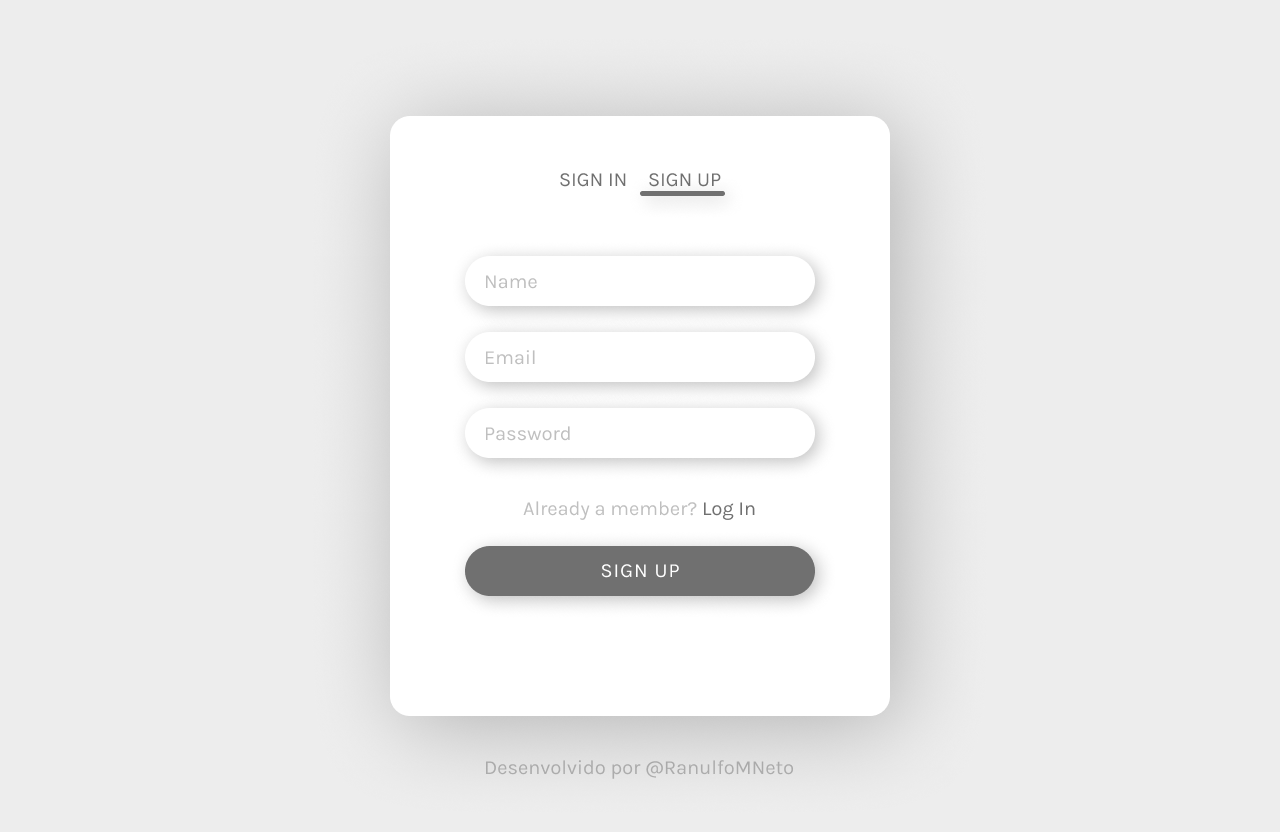 SIGN IN SIGN UP
Name
Email
Password
Already a member? Log In
SIGN UP
Desenvolvido por @RanulfoMNeto